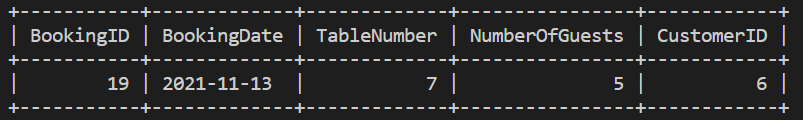 +-----------+-------------+-------------+----------------+------------+
| BookingID | BookingDate | TableNumber | NumberOfGuests | CustomerID |
+-----------+-------------+-------------+----------------+------------+
|        19 | 2021-11-13  |           7 |              5 |          6 |
+-----------+-------------+-------------+----------------+------------+